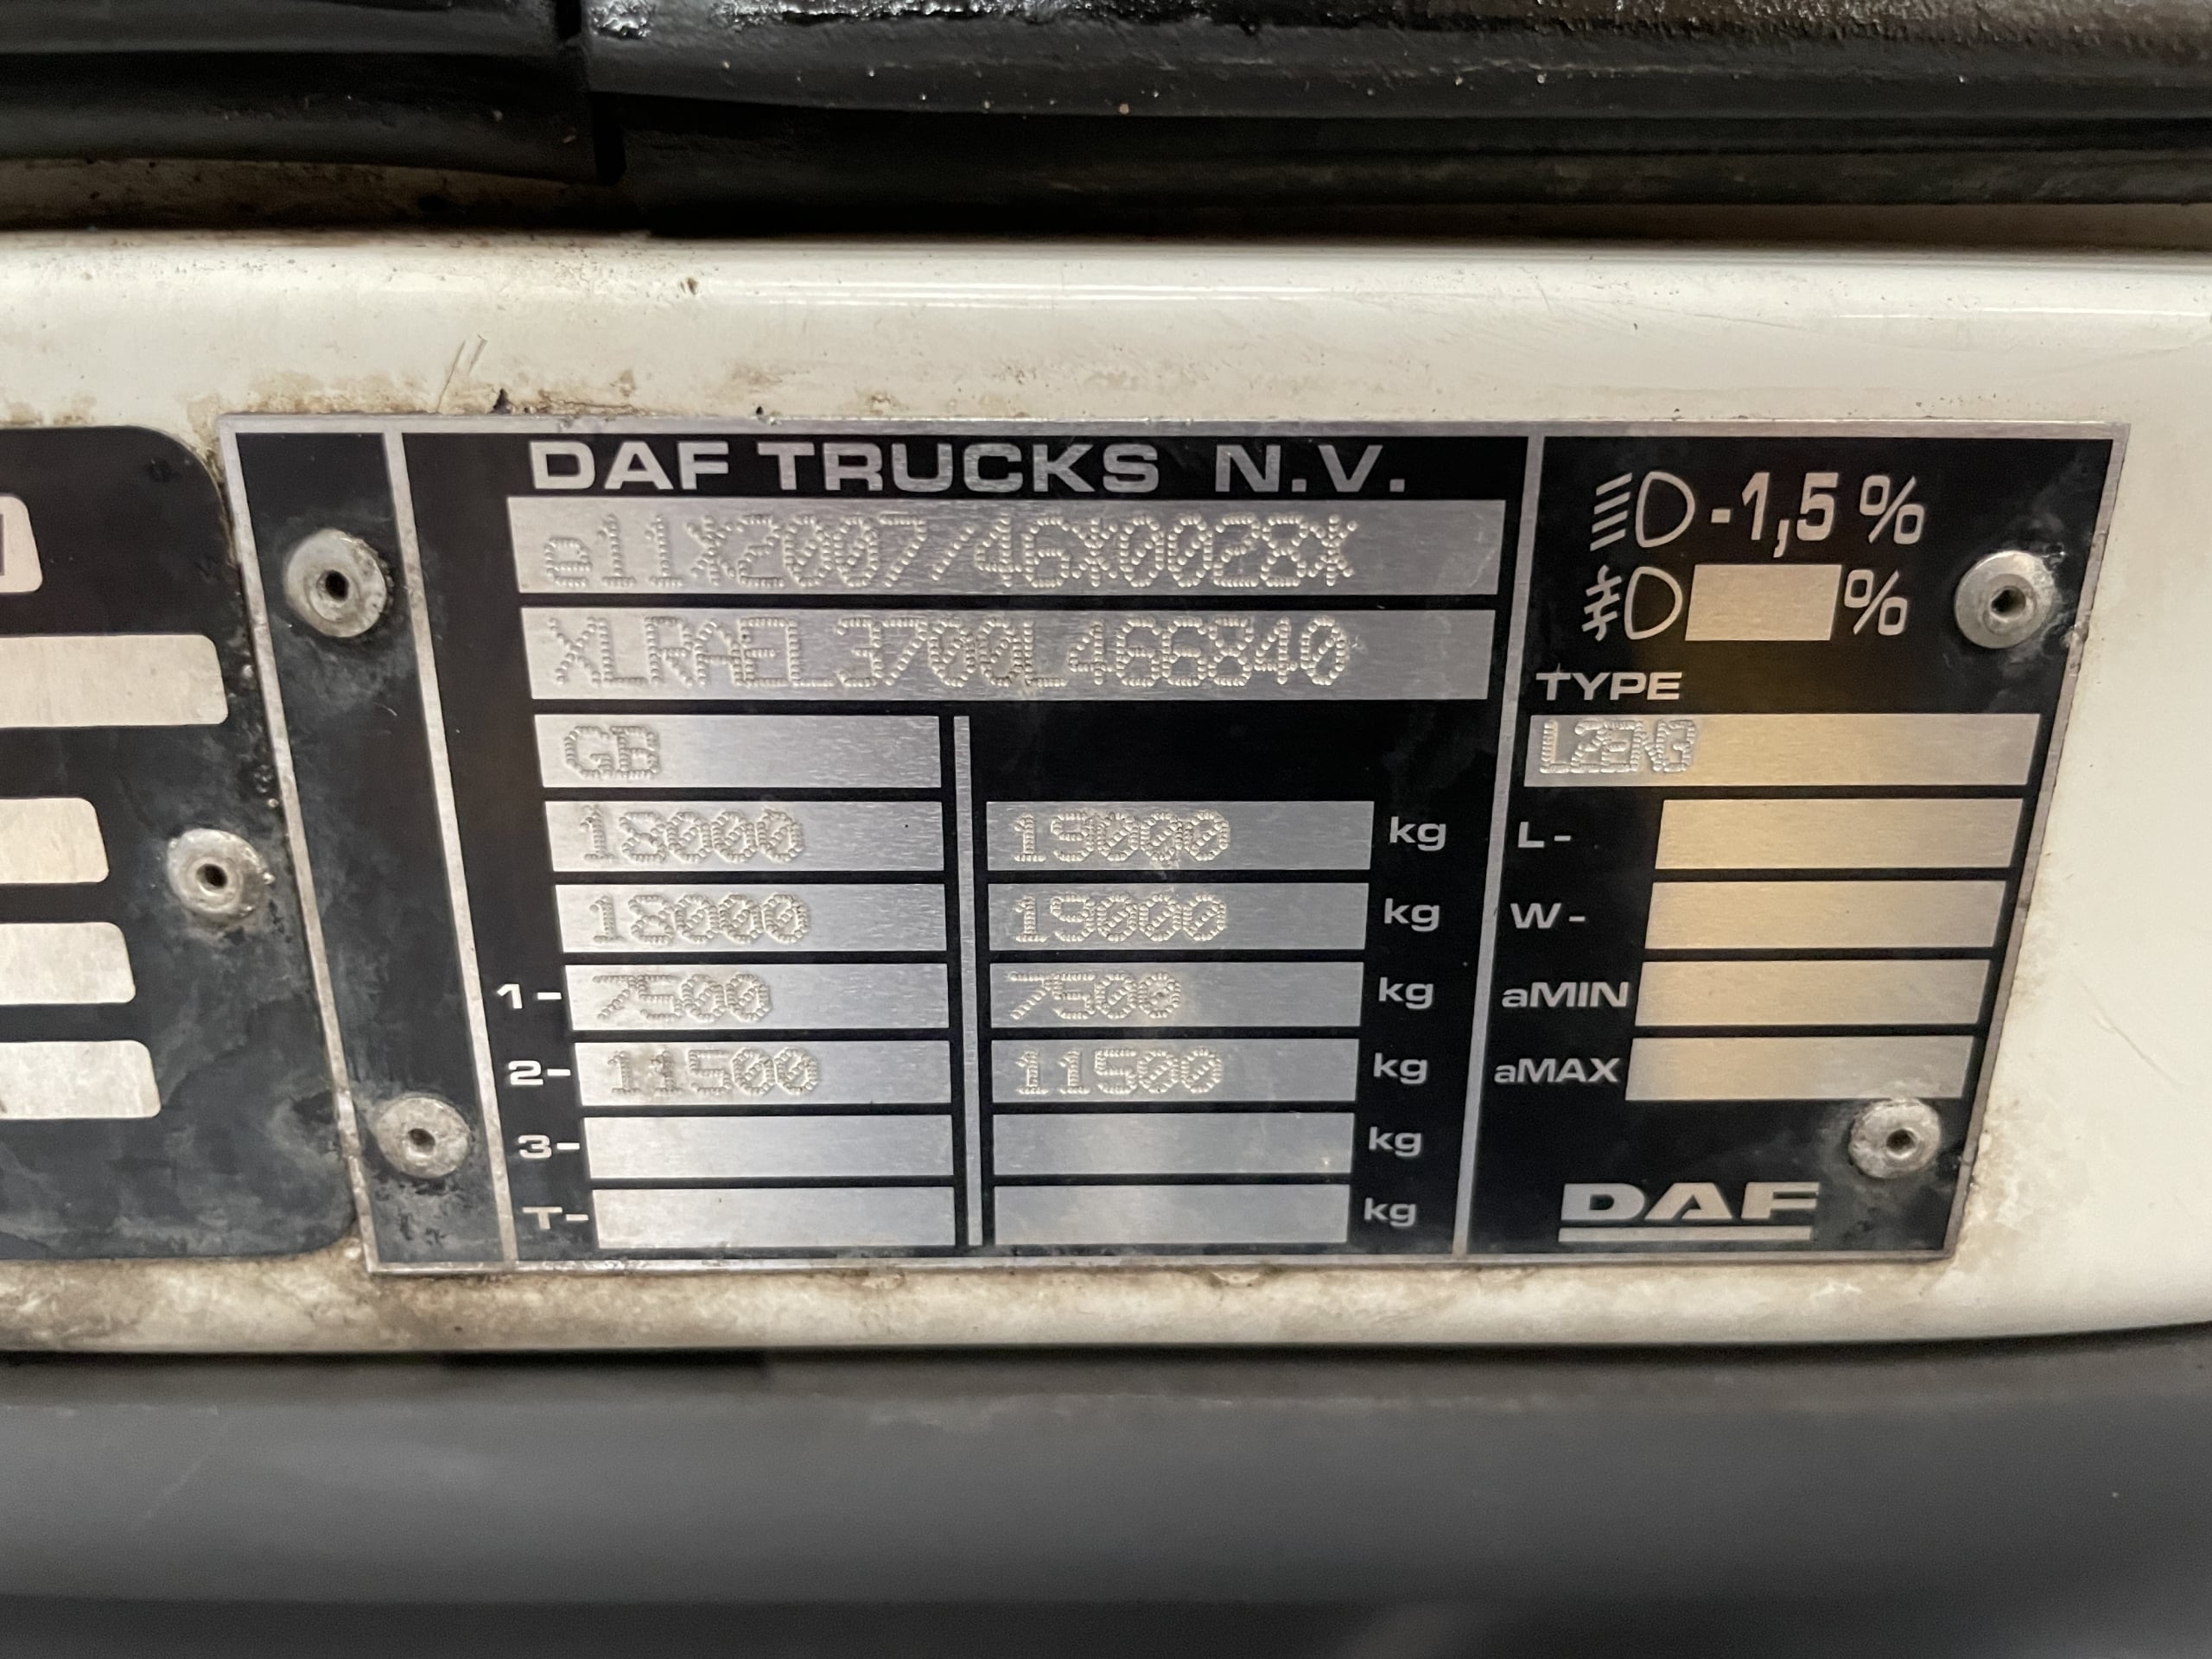 DAF TRUCKS N.V.
e11*2007/46*0028*
XLRAEL3700L466840
GB
18000 19000 kg
18000 19000 kg
1- 7500 7500 kg
2- 11500 11500 kg
3- kg
T- kg
-1,5 %
%
TYPE
L2EN3
L-
W-
aMIN
aMAX
DAF